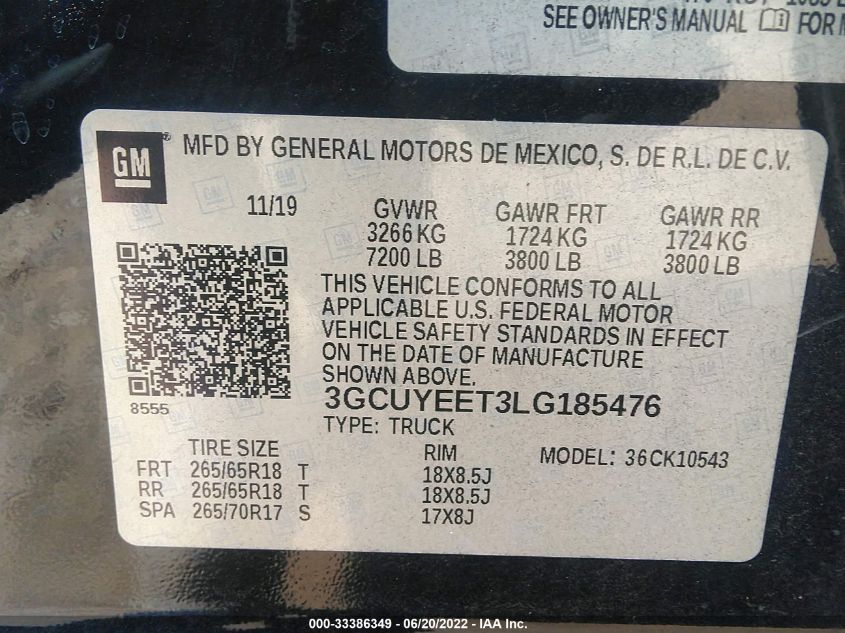 SEE OWNER'S MANUAL FOR
GM
MFD BY GENERAL MOTORS DE MEXICO, S. DE R.L. DE C.V.
11/19 GVWR GAWR FRT GAWR RR
3266 KG 1724 KG 1724 KG
7200 LB 3800 LB 3800 LB
THIS VEHICLE CONFORMS TO ALL
APPLICABLE U.S. FEDERAL MOTOR
VEHICLE SAFETY STANDARDS IN EFFECT
ON THE DATE OF MANUFACTURE
SHOWN ABOVE.
8555
3GCUYEET3LG185476
TYPE: TRUCK
TIRE SIZE RIM MODEL: 36CK10543
FRT 265/65R18 T 18X8.5J
RR 265/65R18 T 18X8.5J
SPA 265/70R17 S 17X8J
000-33386349 - 06/20/2022 - IAA Inc.